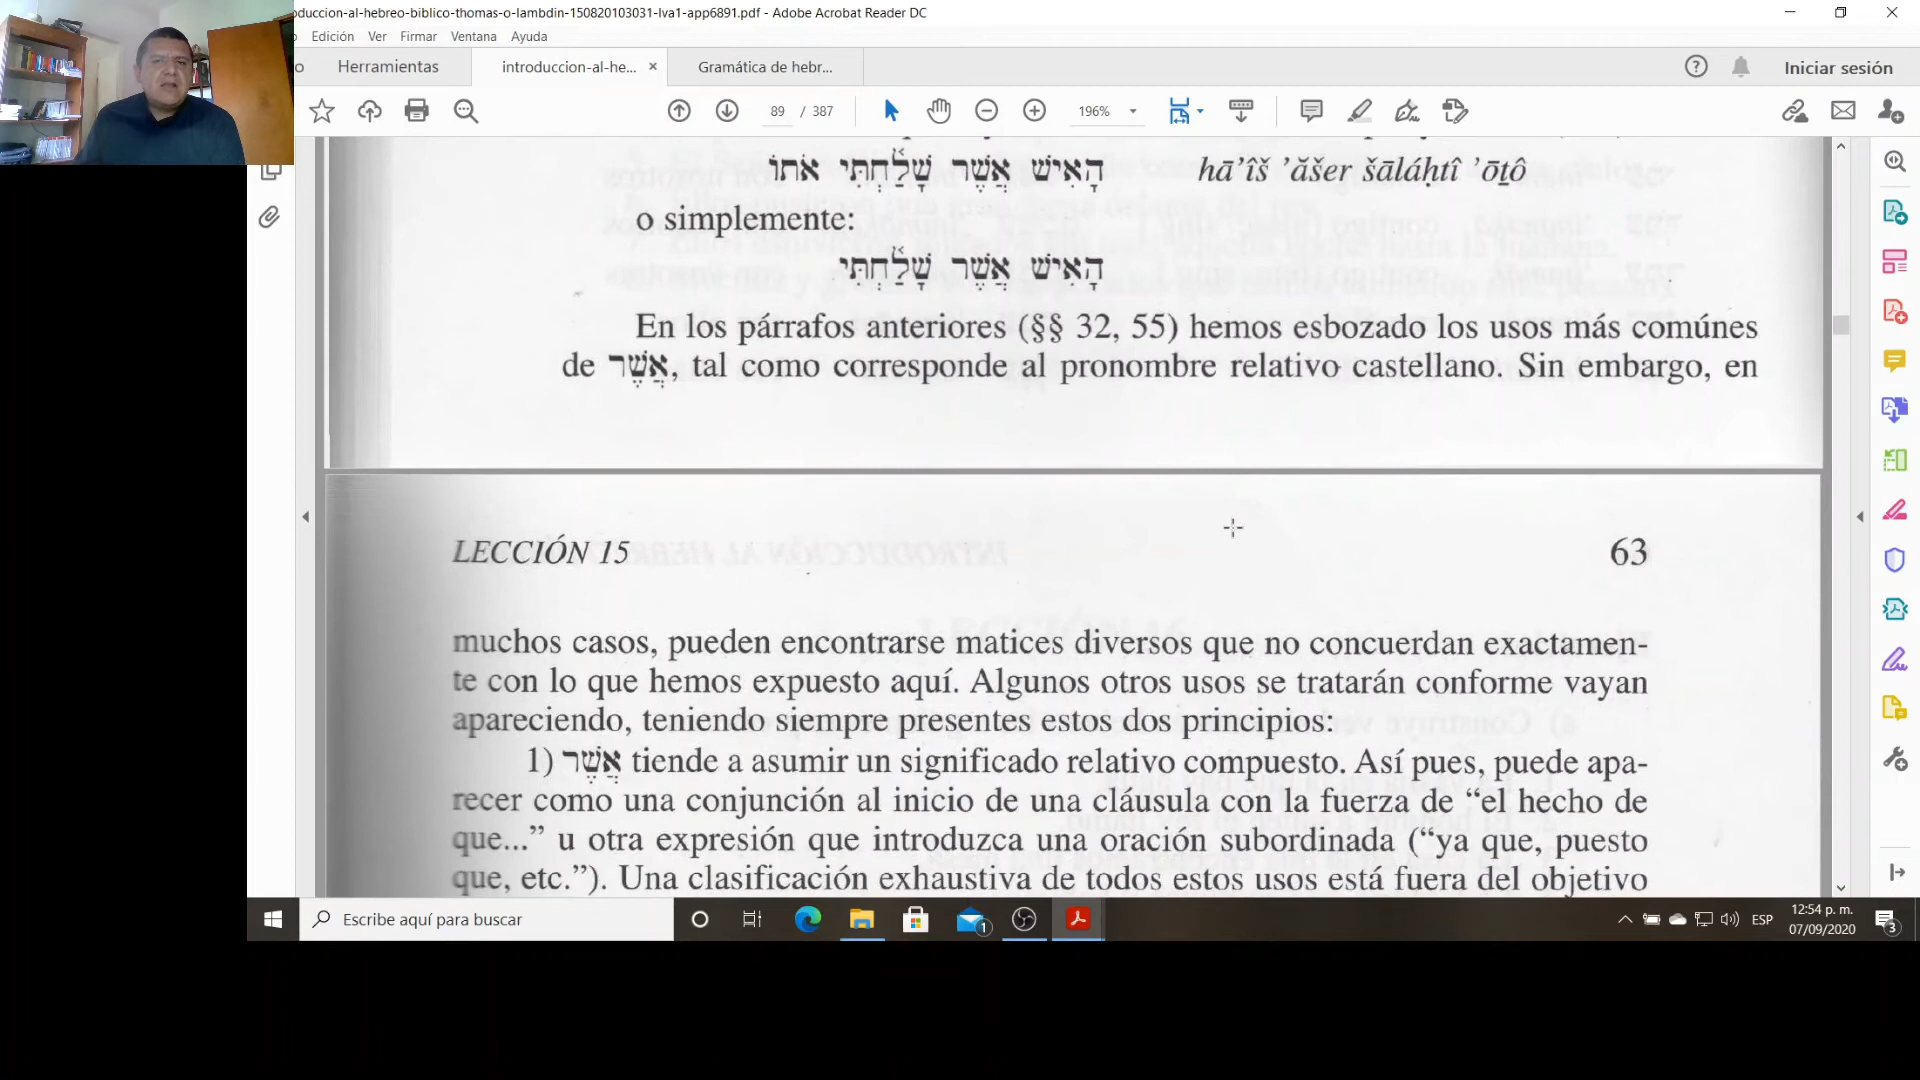 roduccion-al-hebreo-biblico-thomas-o-lambdin-150820103031-lva1-app6891.pdf - Adobe Acrobat Reader DC
Edición Ver Firmar Ventana Ayuda
Herramientas introduccion-al-he... × Gramática de hebr... Iniciar sesión
89 / 387 196%
הָאִישׁ אֲשֶׁר שָׁלַחְתִּי אֹתוֹ hā’îš ’ăšer šāláhtî ’ōṯô
o simplemente:
הָאִישׁ אֲשֶׁר שָׁלַחְתִּי
En los párrafos anteriores (§§ 32, 55) hemos esbozado los usos más comúnes
de אֲשֶׁר, tal como corresponde al pronombre relativo castellano. Sin embargo, en
LECCIÓN 15 63
muchos casos, pueden encontrarse matices diversos que no concuerdan exactamen-
te con lo que hemos expuesto aquí. Algunos otros usos se tratarán conforme vayan
apareciendo, teniendo siempre presentes estos dos principios:
1) אֲשֶׁר tiende a asumir un significado relativo compuesto. Así pues, puede apa-
recer como una conjunción al inicio de una cláusula con la fuerza de “el hecho de
que...” u otra expresión que introduzca una oración subordinada (“ya que, puesto
que, etc.”). Una clasificación exhaustiva de todos estos usos está fuera del objetivo
Escribe aquí para buscar 1 ESP 12:54 p. m.
07/09/2020 3